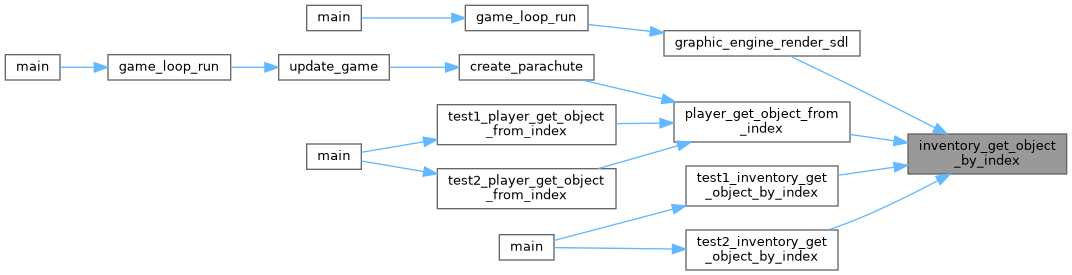 main
game_loop_run
graphic_engine_render_sdl
main
game_loop_run
update_game
create_parachute
test1_player_get_object
_from_index
player_get_object_from
_index
main
test2_player_get_object
_from_index
inventory_get_object
_by_index
test1_inventory_get
_object_by_index
main
test2_inventory_get
_object_by_index